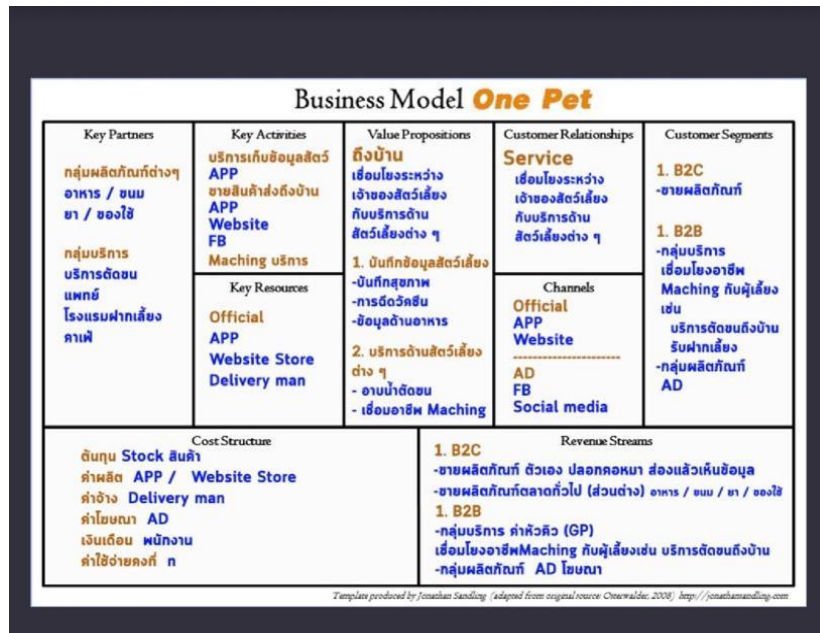 Business Model One Pet
Key Partners
กลุ่มผลิตภัณฑ์ต่างๆ
อาหาร / ขนม
ยา / ของใช้
กลุ่มบริการ
บริการตัดขน
แพทย์
โรงแรมฝากเลี้ยง
คาเฟ่
Key Activities
บริการเก็บข้อมูลสัตว์
APP
ขายสินค้าส่งถึงบ้าน
APP
Website
FB
Maching บริการ
Key Resources
Official
APP
Website Store
Delivery man
Value Propositions
ถึงบ้าน
เชื่อมโยงระหว่าง
เจ้าของสัตว์เลี้ยง
กับบริการด้าน
สัตว์เลี้ยงต่าง ๆ
1. บันทึกข้อมูลสัตว์เลี้ยง
-บันทึกสุขภาพ
-การฉีดวัคซีน
-ข้อมูลด้านอาหาร
2. บริการด้านสัตว์เลี้ยง
ต่าง ๆ
- อาบน้ำตัดขน
- เชื่อมอาชีพ Maching
Customer Relationships
Service
เชื่อมโยงระหว่าง
เจ้าของสัตว์เลี้ยง
กับบริการด้าน
สัตว์เลี้ยงต่าง ๆ
Channels
Official
APP
Website
----------------------
AD
FB
Social media
Customer Segments
1. B2C
-ขายผลิตภัณฑ์
1. B2B
-กลุ่มบริการ
เชื่อมโยงอาชีพ
Maching กับผู้เลี้ยง
เช่น
บริการตัดขนถึงบ้าน
รับฝากเลี้ยง
-กลุ่มผลิตภัณฑ์
AD
Cost Structure
ต้นทุน Stock สินค้า
ค่าผลิต APP / Website Store
ค่าจ้าง Delivery man
ค่าโฆษณา AD
เงินเดือน พนักงาน
ค่าใช้จ่ายคงที่ ก
Revenue Streams
1. B2C
-ขายผลิตภัณฑ์ ตัวเอง ปลอกคอหมา ส่องแล้วเห็นข้อมูล
-ขายผลิตภัณฑ์ตลาดทั่วไป (ส่วนต่าง) อาหาร / ขนม / ยา / ของใช้
1. B2B
-กลุ่มบริการ ค่าหัวคิว (GP)
เชื่อมโยงอาชีพMaching กับผู้เลี้ยงเช่น บริการตัดขนถึงบ้าน
-กลุ่มผลิตภัณฑ์ AD โฆษณา
Template produced by Jonathan Sandling (adapted from original source: Osterwalder, 2008) http://jonathansandling.com